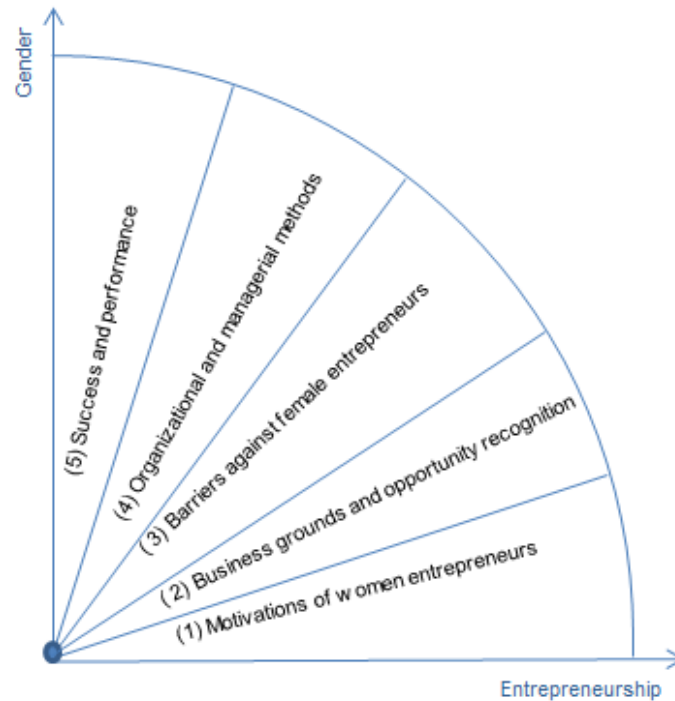 Gender
(5) Success and performance
(4) Organizational and managerial methods
(3) Barriers against female entrepreneurs
(2) Business grounds and opportunity recognition
(1) Motivations of women entrepreneurs
Entrepreneurship